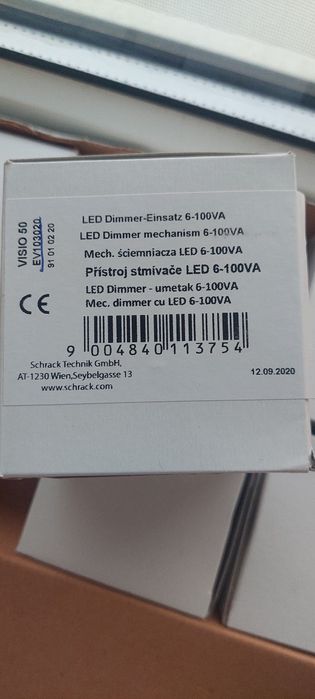 VISIO 50
EV103020
91 01 02 20
LED Dimmer-Einsatz 6-100VA
LED Dimmer mechanism 6-100VA
Mech. ściemniacza LED 6-100VA
Přístroj stmívače LED 6-100VA
LED Dimmer - umetak 6-100VA
Mec. dimmer cu LED 6-100VA
CE
9 004840 113754
Schrack Technik GmbH,
AT-1230 Wien,Seybelgasse 13
www.schrack.com
12.09.2020